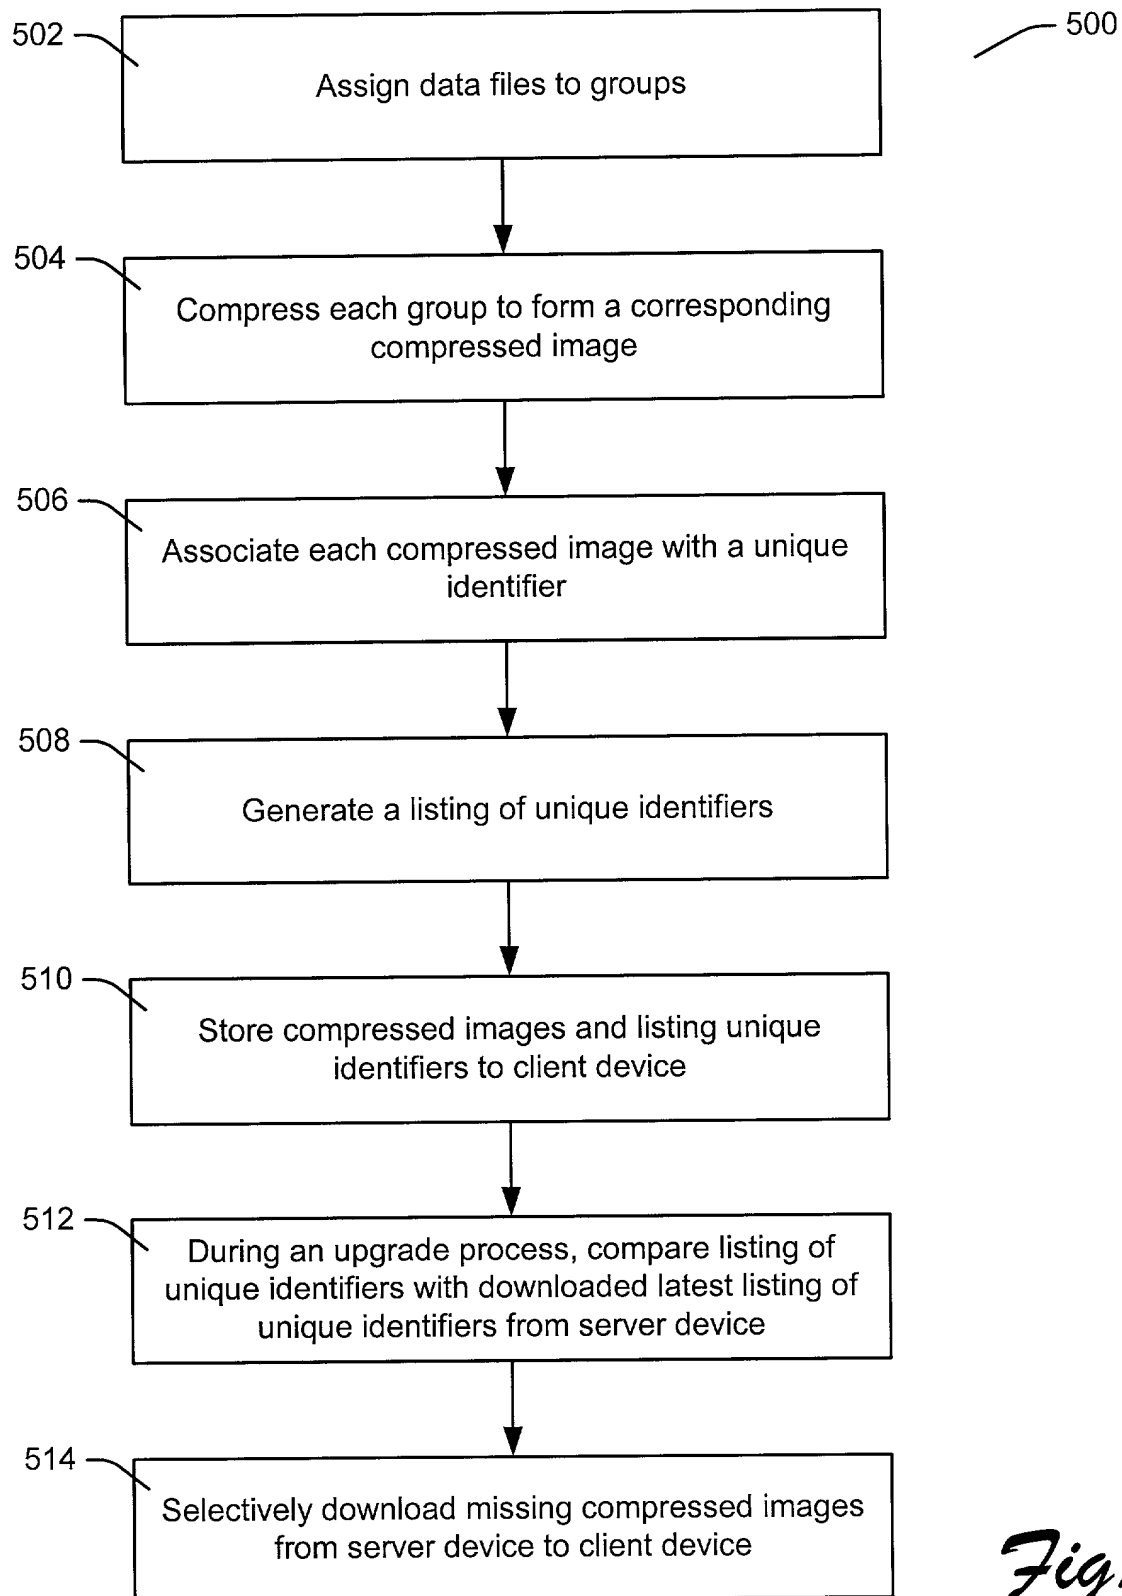 500
502
Assign data files to groups
504
Compress each group to form a corresponding
compressed image
506
Associate each compressed image with a unique
identifier
508
Generate a listing of unique identifiers
510
Store compressed images and listing unique
identifiers to client device
512
During an upgrade process, compare listing of
unique identifiers with downloaded latest listing of
unique identifiers from server device
514
Selectively download missing compressed images
from server device to client device
Fig.